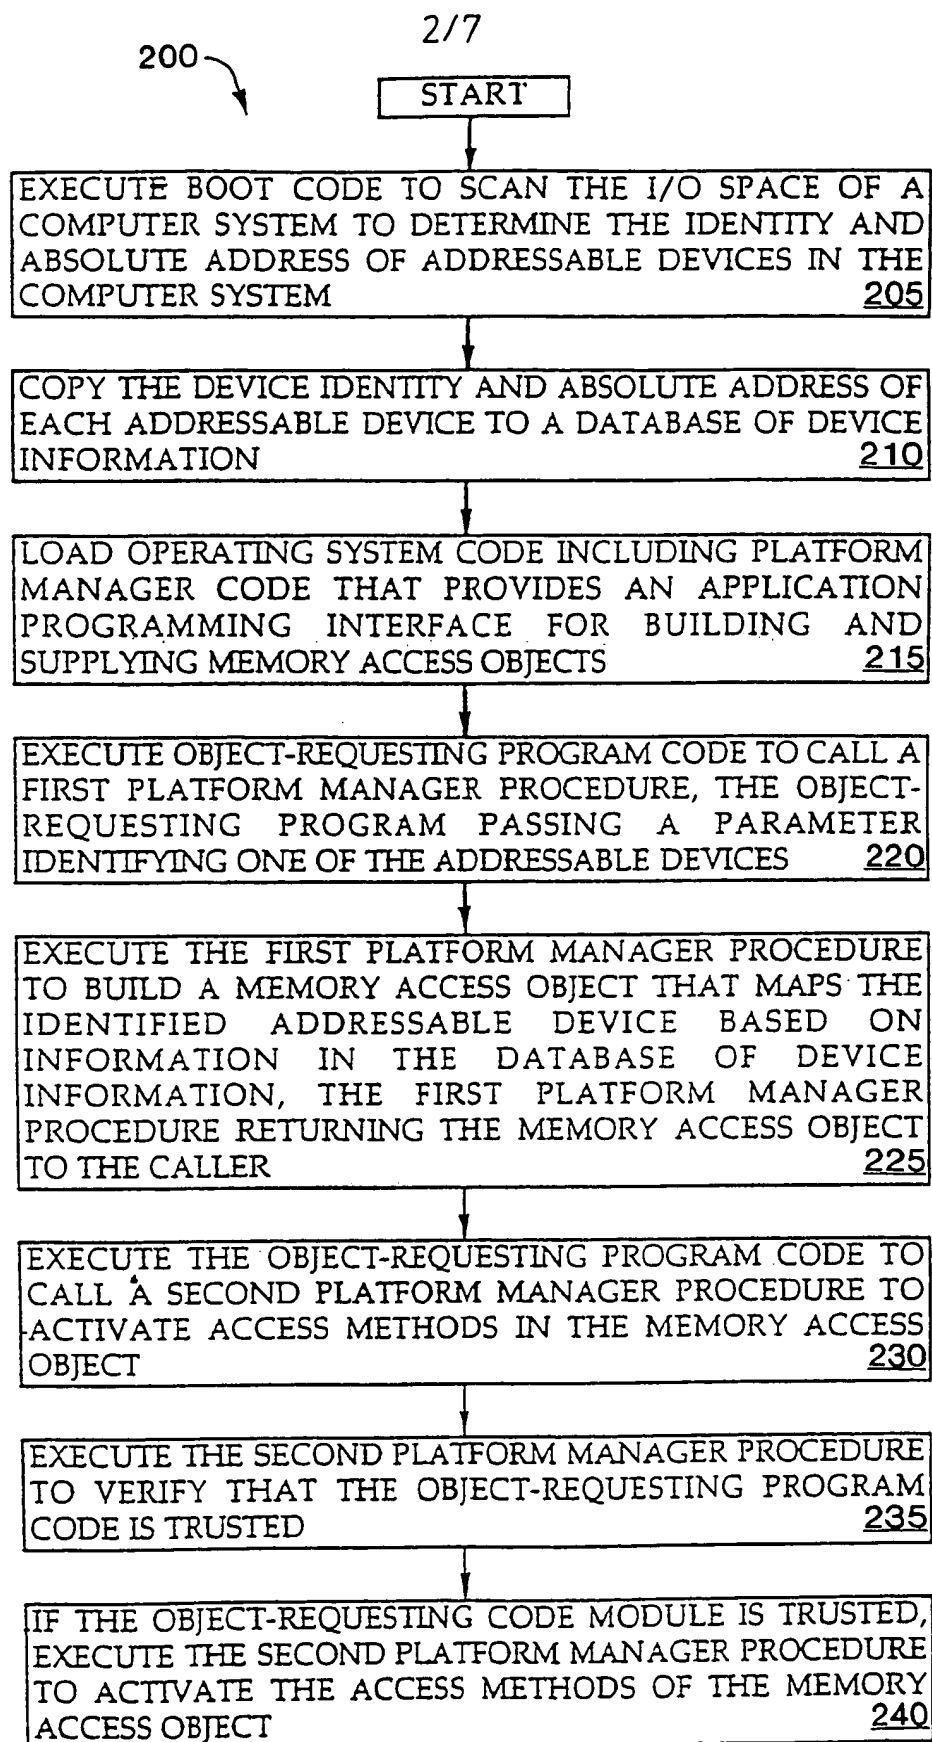 2/7
200
START
EXECUTE BOOT CODE TO SCAN THE I/O SPACE OF A
COMPUTER SYSTEM TO DETERMINE THE IDENTITY AND
ABSOLUTE ADDRESS OF ADDRESSABLE DEVICES IN THE
COMPUTER SYSTEM 205
COPY THE DEVICE IDENTITY AND ABSOLUTE ADDRESS OF
EACH ADDRESSABLE DEVICE TO A DATABASE OF DEVICE
INFORMATION 210
LOAD OPERATING SYSTEM CODE INCLUDING PLATFORM
MANAGER CODE THAT PROVIDES AN APPLICATION
PROGRAMMING INTERFACE FOR BUILDING AND
SUPPLYING MEMORY ACCESS OBJECTS 215
EXECUTE OBJECT-REQUESTING PROGRAM CODE TO CALL A
FIRST PLATFORM MANAGER PROCEDURE, THE OBJECT-
REQUESTING PROGRAM PASSING A PARAMETER
IDENTIFYING ONE OF THE ADDRESSABLE DEVICES 220
EXECUTE THE FIRST PLATFORM MANAGER PROCEDURE
TO BUILD A MEMORY ACCESS OBJECT THAT MAPS THE
IDENTIFIED ADDRESSABLE DEVICE BASED ON
INFORMATION IN THE DATABASE OF DEVICE
INFORMATION, THE FIRST PLATFORM MANAGER
PROCEDURE RETURNING THE MEMORY ACCESS OBJECT
TO THE CALLER 225
EXECUTE THE OBJECT-REQUESTING PROGRAM CODE TO
CALL A SECOND PLATFORM MANAGER PROCEDURE TO
ACTIVATE ACCESS METHODS IN THE MEMORY ACCESS
OBJECT 230
EXECUTE THE SECOND PLATFORM MANAGER PROCEDURE
TO VERIFY THAT THE OBJECT-REQUESTING PROGRAM
CODE IS TRUSTED 235
IF THE OBJECT-REQUESTING CODE MODULE IS TRUSTED,
EXECUTE THE SECOND PLATFORM MANAGER PROCEDURE
TO ACTIVATE THE ACCESS METHODS OF THE MEMORY
ACCESS OBJECT 240